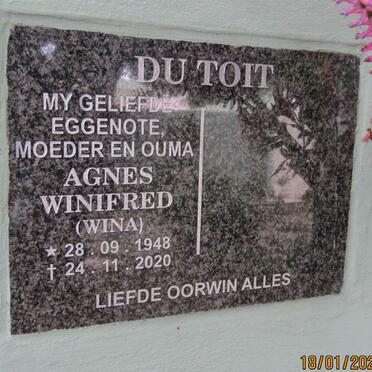 DU TOIT
MY GELIEFDE
EGGENOTE,
MOEDER EN OUMA
AGNES
WINIFRED
(WINA)
★ 28 . 09 . 1948
† 24 . 11 . 2020
LIEFDE OORWIN ALLES